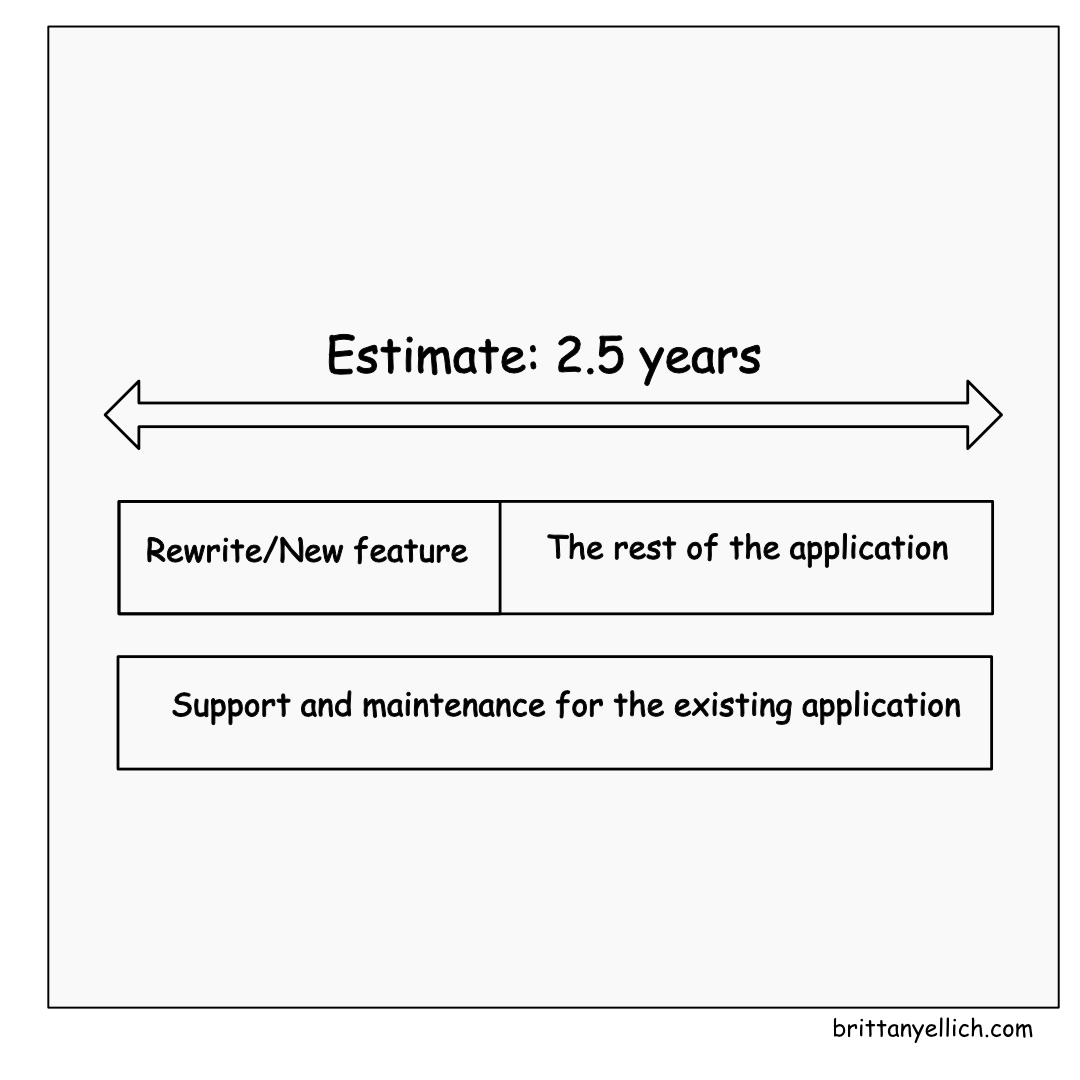 Estimate: 2.5 years
Rewrite/New feature
The rest of the application
Support and maintenance for the existing application
brittanyellich.com